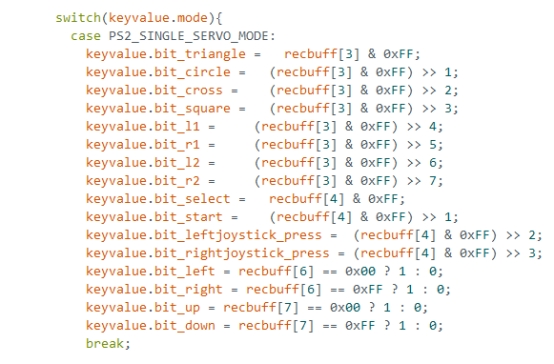 switch(keyvalue.mode){
case PS2_SINGLE_SERVO_MODE:
keyvalue.bit_triangle = recbuff[3] & 0xFF;
keyvalue.bit_circle = (recbuff[3] & 0xFF) >> 1;
keyvalue.bit_cross = (recbuff[3] & 0xFF) >> 2;
keyvalue.bit_square = (recbuff[3] & 0xFF) >> 3;
keyvalue.bit_l1 = (recbuff[3] & 0xFF) >> 4;
keyvalue.bit_r1 = (recbuff[3] & 0xFF) >> 5;
keyvalue.bit_l2 = (recbuff[3] & 0xFF) >> 6;
keyvalue.bit_r2 = (recbuff[3] & 0xFF) >> 7;
keyvalue.bit_select = recbuff[4] & 0xFF;
keyvalue.bit_start = (recbuff[4] & 0xFF) >> 1;
keyvalue.bit_leftjoystick_press = (recbuff[4] & 0xFF) >> 2;
keyvalue.bit_rightjoystick_press = (recbuff[4] & 0xFF) >> 3;
keyvalue.bit_left = recbuff[6] == 0x00 ? 1 : 0;
keyvalue.bit_right = recbuff[6] == 0xFF ? 1 : 0;
keyvalue.bit_up = recbuff[7] == 0x00 ? 1 : 0;
keyvalue.bit_down = recbuff[7] == 0xFF ? 1 : 0;
break;